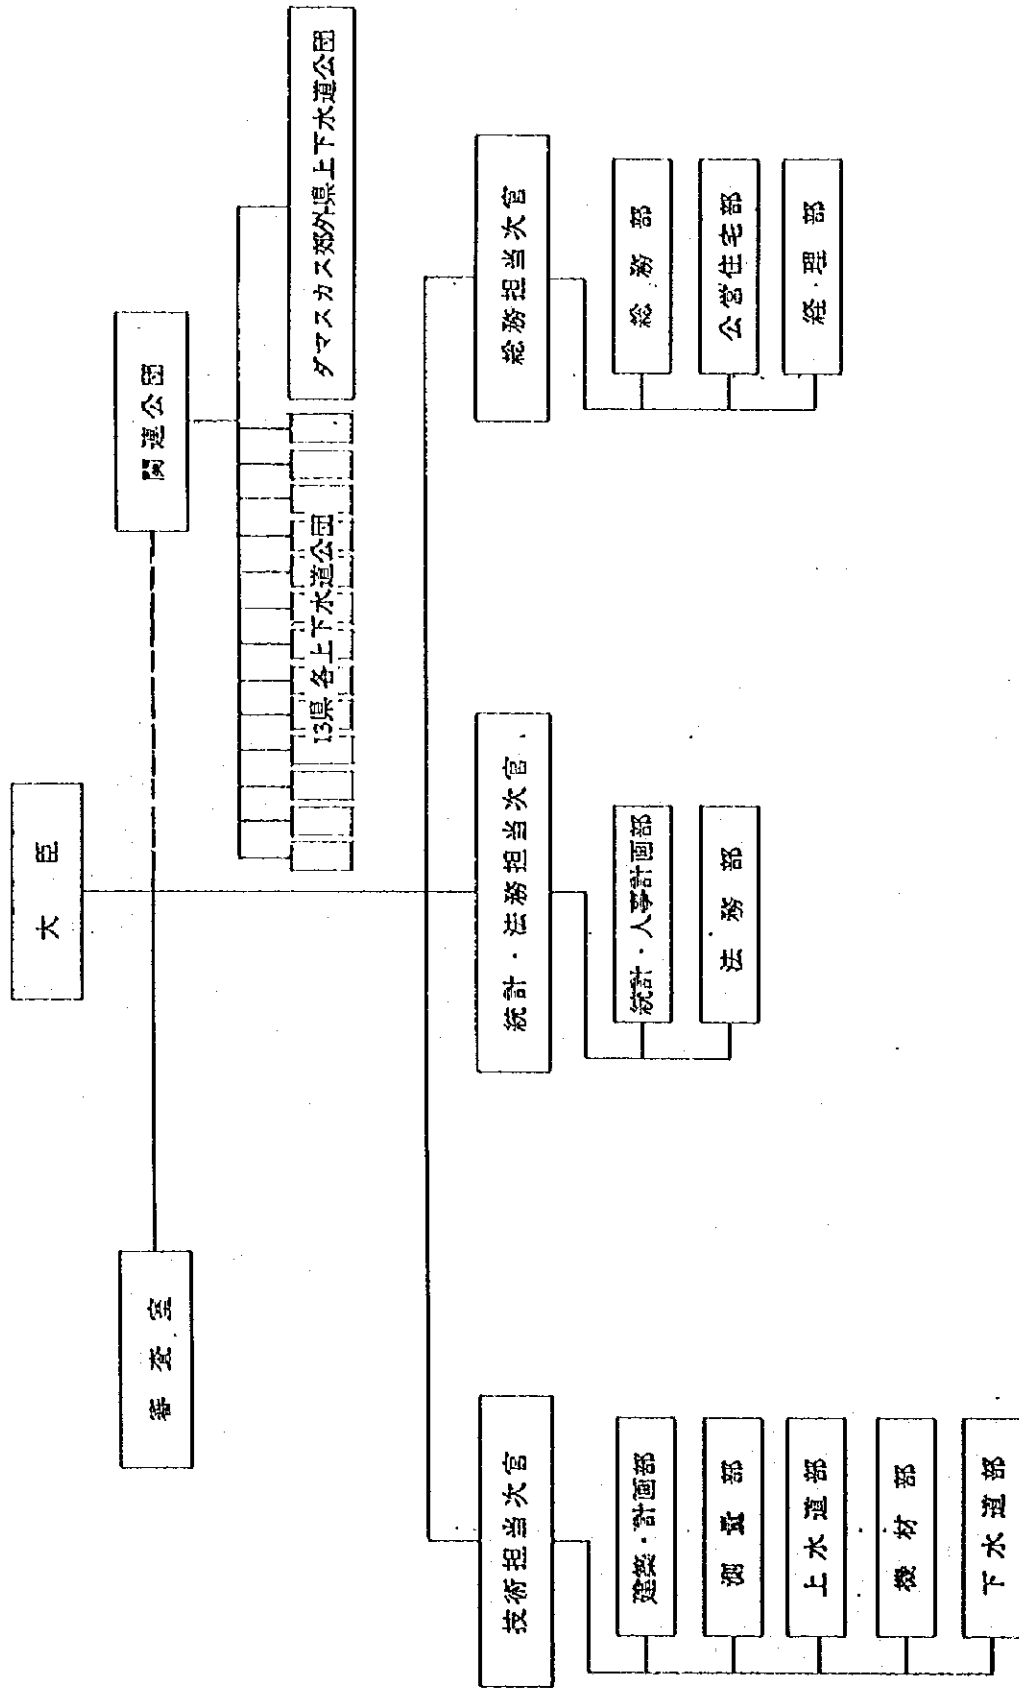 大臣
審査室
関連公団
13県各上下水道公団
ダマスカス郊外県上下水道公団
技術担当次官
建築・計画部
測量部
上水道部
機材部
下水道部
統計・法務担当次官
統計・人事計画部
法務部
総務担当次官
総務部
公営住宅部
経・理部